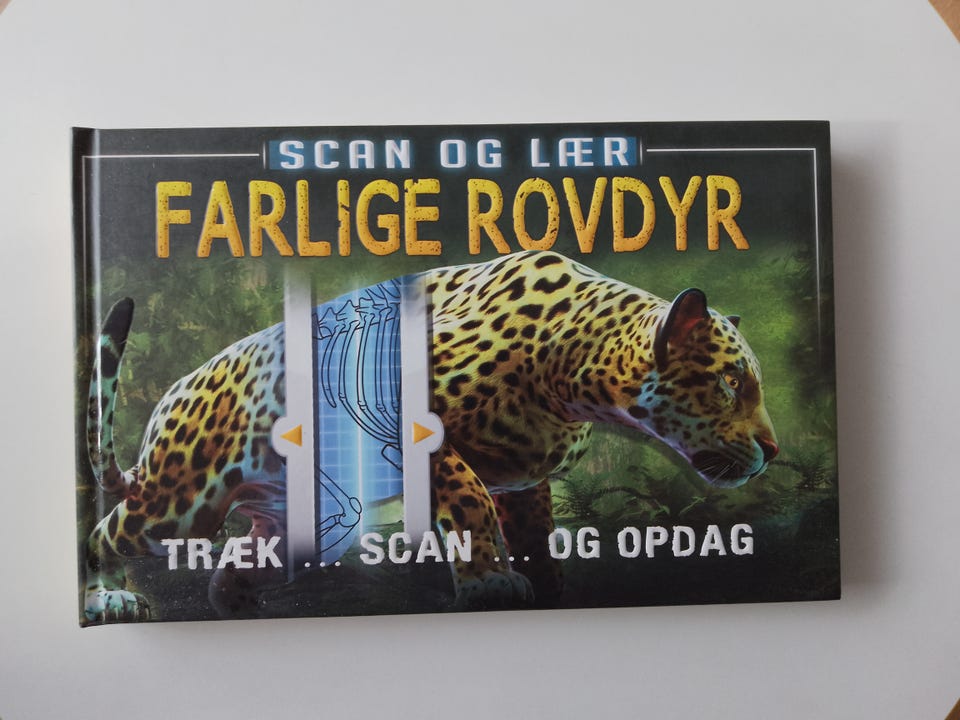 SCAN OG LÆR
FARLIGE ROVDYR
TRÆK ... SCAN ... OG OPDAG